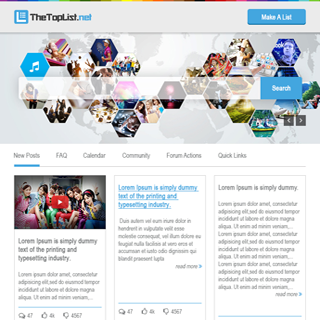 TheTopList.net
Make A List
Search
New Posts FAQ Calendar Community Forum Actions Quick Links
Lorem Ipsum is simply dummy
text of the printing and
typesetting industry.
Lorem ipsum dolor amet, consectetur
adipisicing elit,sed do eiusmod tempor
incididunt ut labore et dolore magna
aliqua. Ut enim ad minim veniam,..
47 4k 4567
Lorem Ipsum is simply dummy
text of the printing and
typesetting industry.
Duis autem vel eum iriure dolor in
hendrerit in vulputate velit esse
molestie consequat, vel illum dolore eu
feugiat nulla facilisis at vero eros et
accumsan et iusto odio dignissim qui
blandit praesent lupta
read more
47 4k 4567
Lorem Ipsum is simply dummy.
Lorem ipsum dolor amet, consectetur
adipisicing elit,sed do eiusmod tempor
incididunt ut labore et dolore magna
aliqua. Ut enim ad minim veniam,
Lorem ipsum dolor amet, consectetur
adipisicing elit,sed do eiusmod tempor
incididunt ut labore et dolore magna
aliqua. Ut enim ad minim veniam,..
read more
47 4k 4567